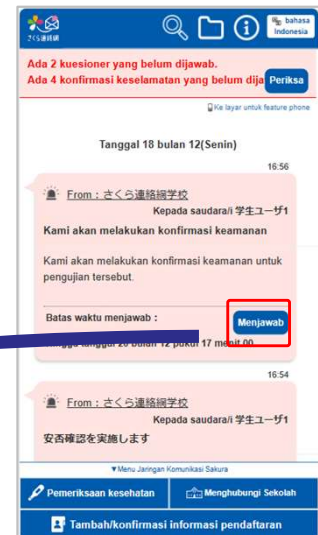 さくら連絡網
bahasa
Indonesia
Ada 2 kuesioner yang belum dijawab.
Ada 4 konfirmasi keselamatan yang belum dija
Periksa
Ke layar untuk feature phone
Tanggal 18 bulan 12(Senin)
16:56
From：さくら連絡網学校
Kepada saudara/i 学生ユーザ1
Kami akan melakukan konfirmasi keamanan
Kami akan melakukan konfirmasi keamanan untuk
pengujian tersebut.
Batas waktu menjawab：
Menjawab
tanggal 20 bulan 12 pukul 17 menit 00
16:54
From：さくら連絡網学校
Kepada saudara/i 学生ユーザ1
安否確認を実施します
▼Menu Jaringan Komunikasi Sakura
Pemeriksaan kesehatan
Menghubungi Sekolah
Tambah/konfirmasi informasi pendaftaran